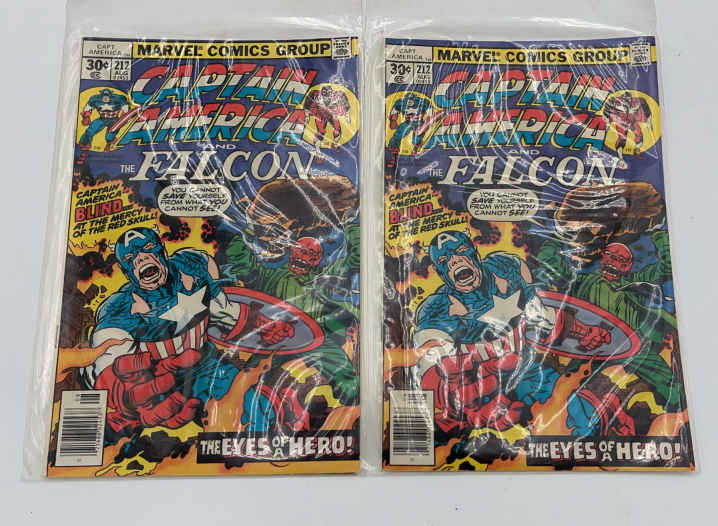 CAPT.
AMERICA
MARVEL COMICS GROUP
30¢
212
AUG
CAPTAIN
AMERICA
AND
THE FALCON
YOU CANNOT
SAVE YOURSELF
FROM WHAT YOU
CANNOT SEE!
CAPTAIN
AMERICA
BLIND
AT THE MERCY
OF THE RED SKULL!
THE EYES OF A HERO!
CAPT.
AMERICA
MARVEL COMICS GROUP
30¢
212
AUG
CAPTAIN
AMERICA
AND
THE FALCON
YOU CANNOT
SAVE YOURSELF
FROM WHAT YOU
CANNOT SEE!
CAPTAIN
AMERICA
BLIND
AT THE MERCY
OF THE RED SKULL!
THE EYES OF A HERO!